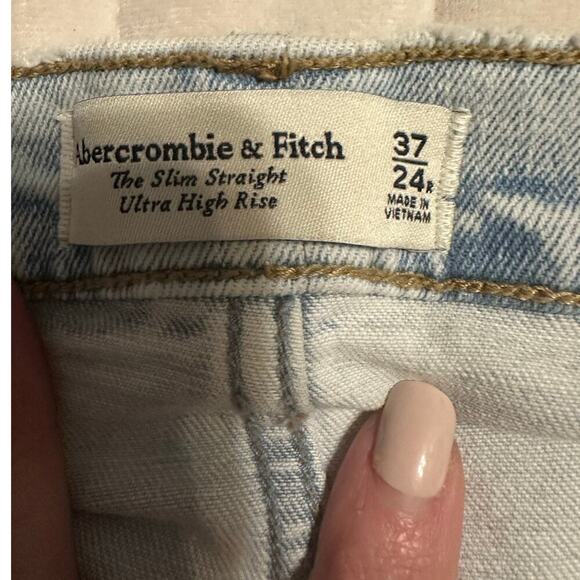 Abercrombie & Fitch
The Slim Straight
Ultra High Rise
37
24R
MADE IN
VIETNAM